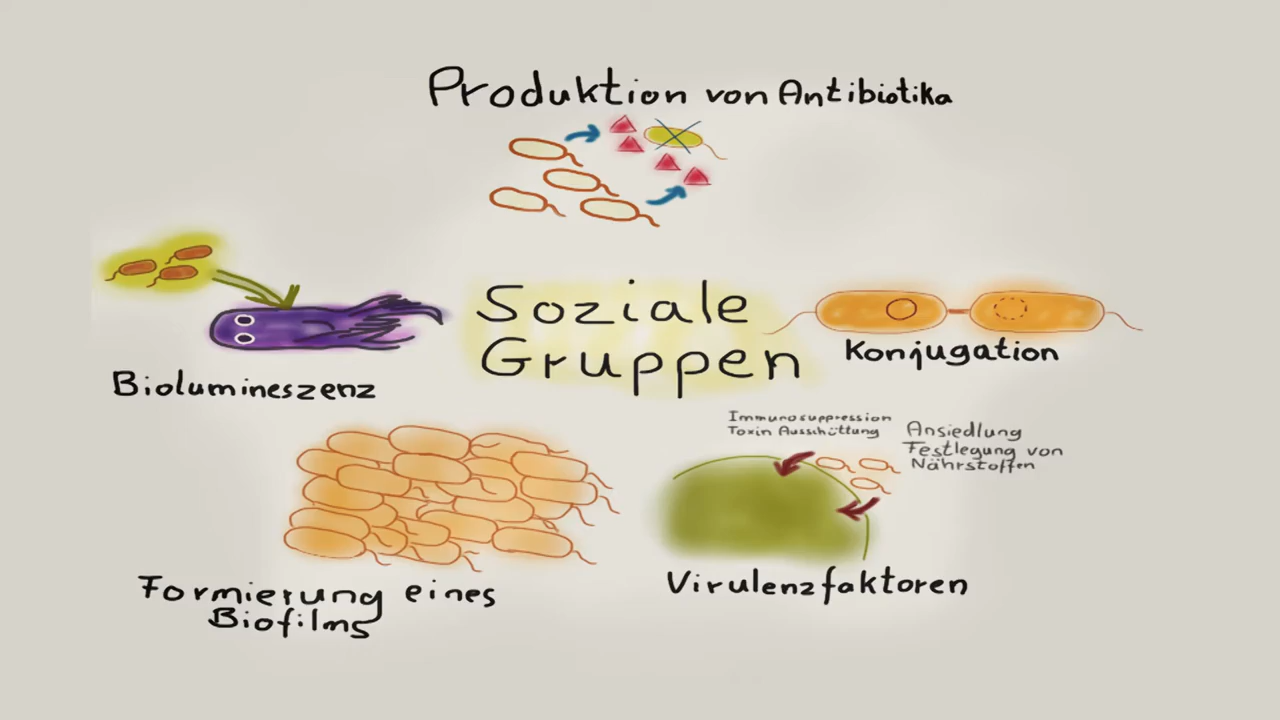 Produktion von Antibiotika
Soziale
Gruppen
Biolumineszenz
Konjugation
Immunosuppression
Toxin Ausschüttung
Ansiedlung
Festlegung von
Nährstoffen
Formierung eines
Biofilms
Virulenzfaktoren